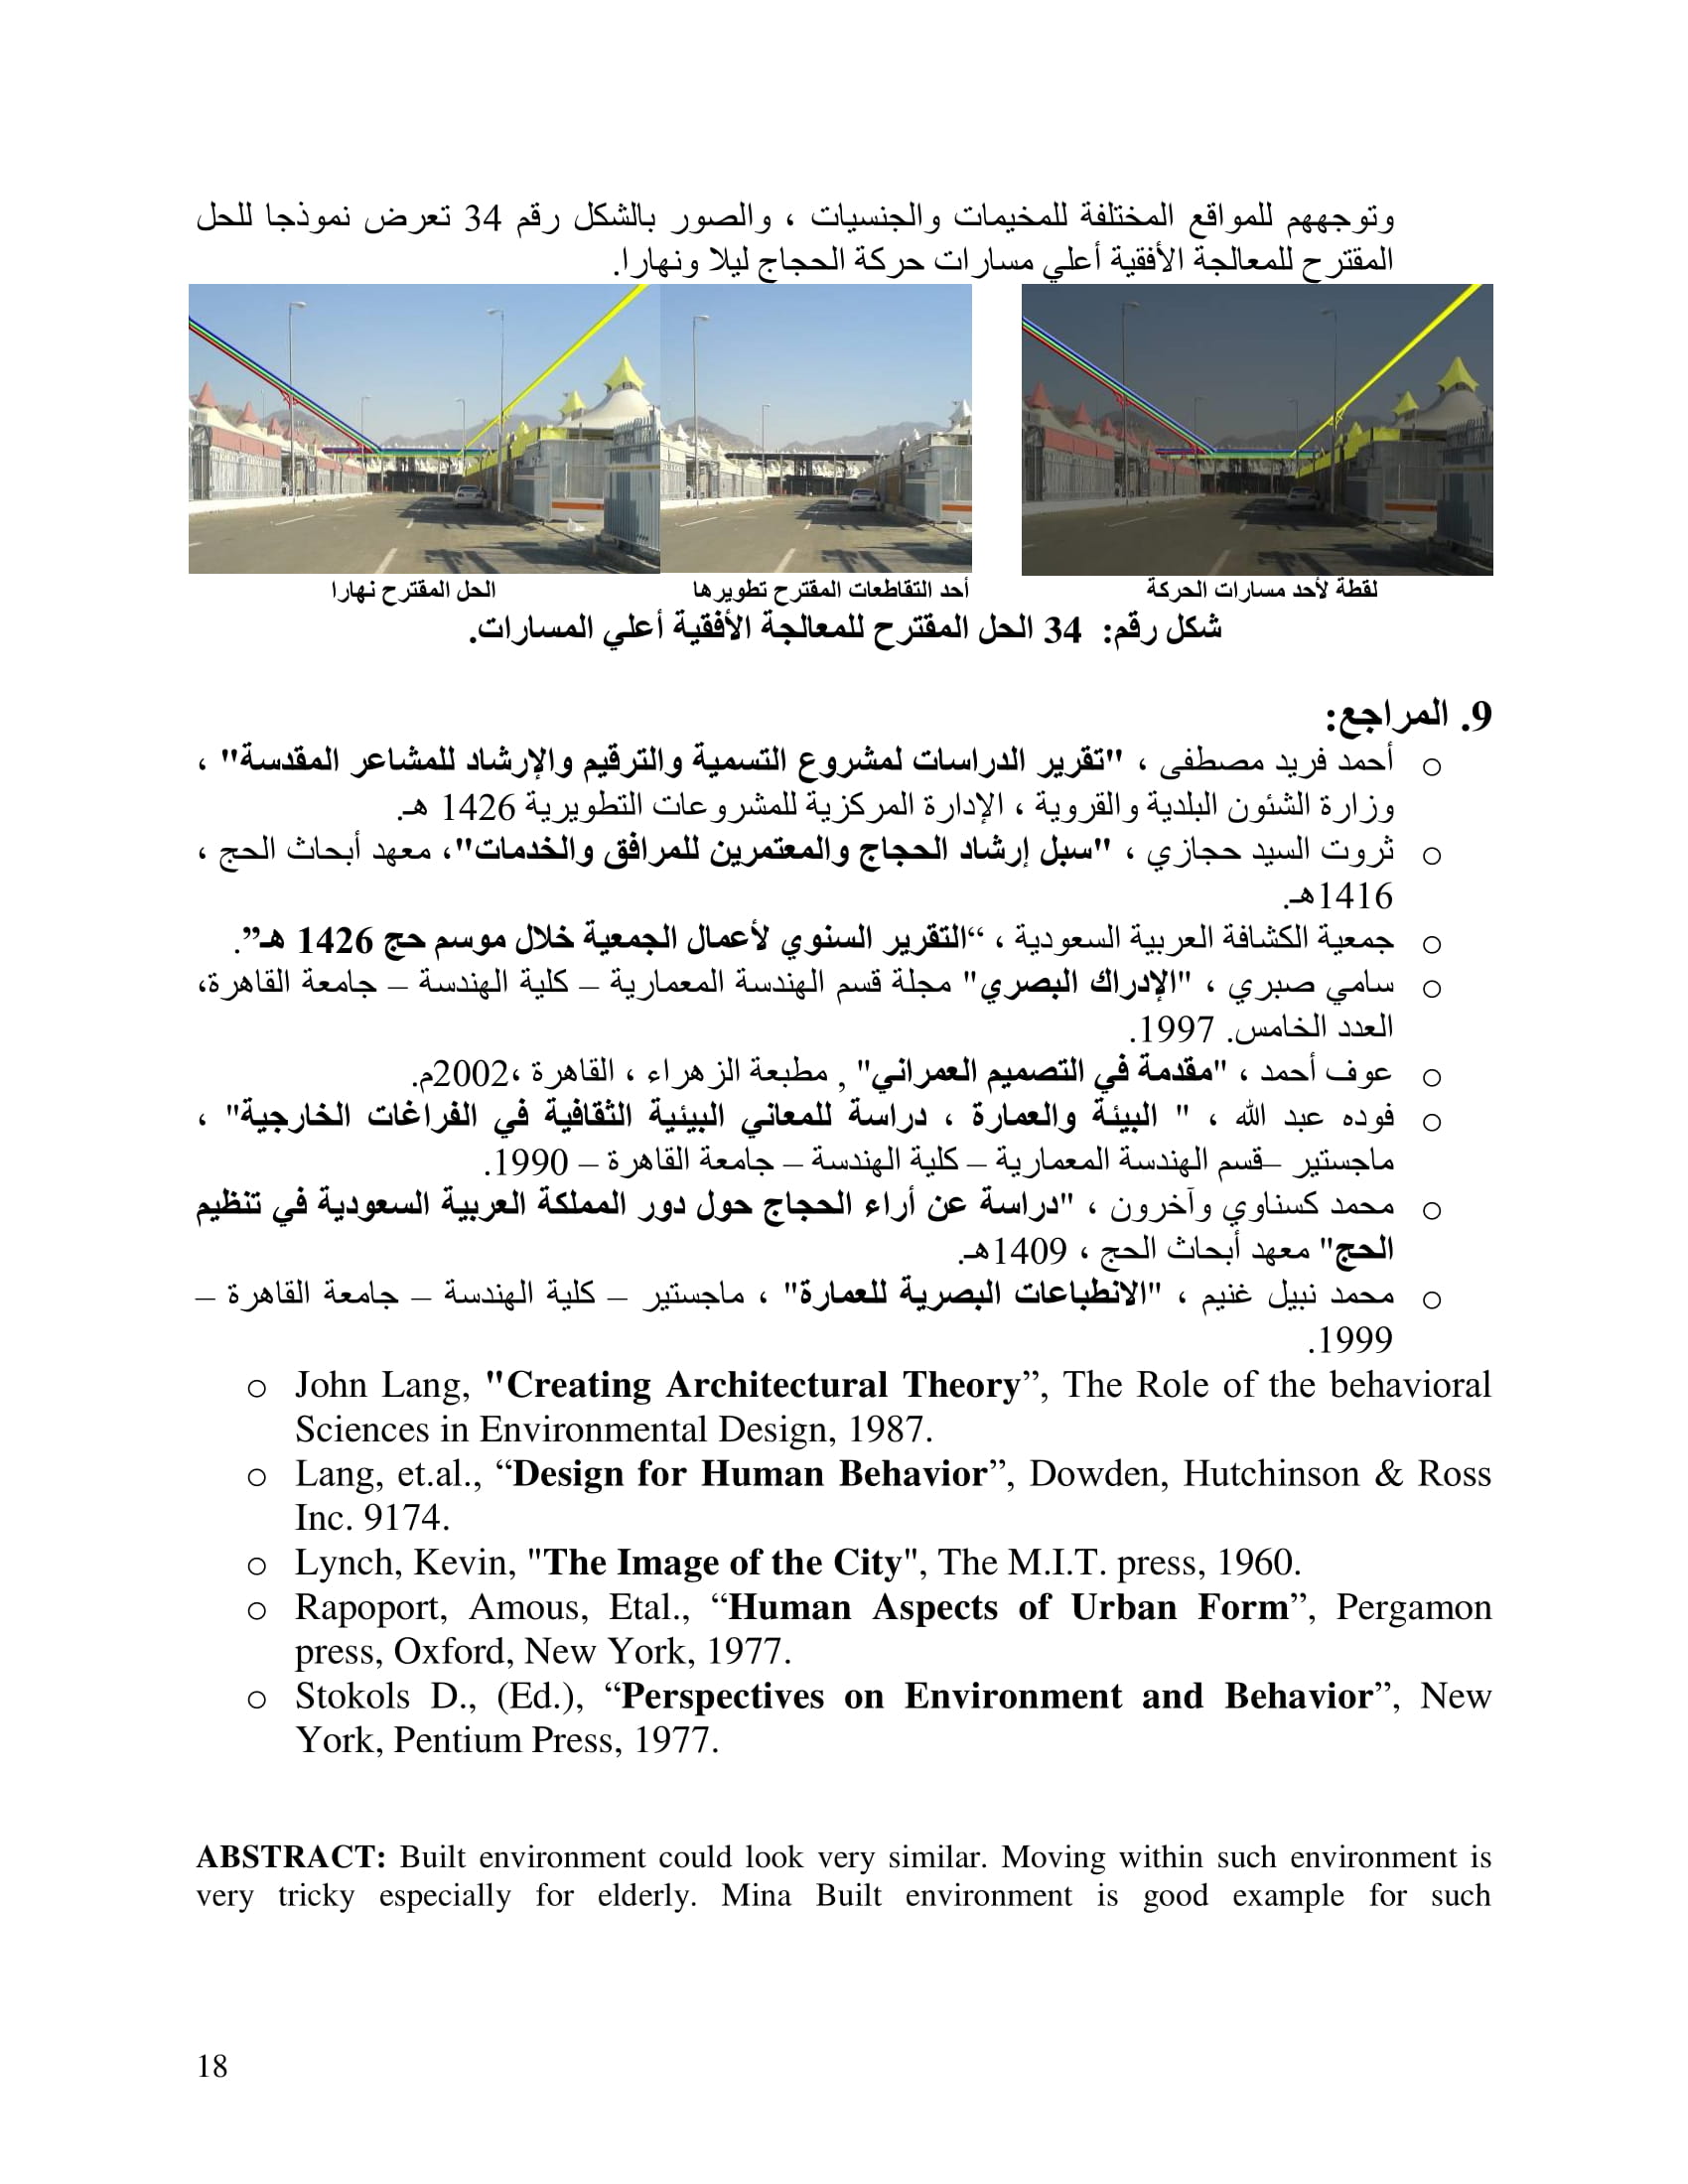 وتوجههم للمواقع المختلفة للمخيمات والجنسيات ، والصور بالشكل رقم 34 تعرض نموذجا للحل
المقترح للمعالجة الأفقية أعلي مسارات حركة الحجاج ليلا ونهارا.
لقطة لأحد مسارات الحركة
أحد التقاطعات المقترح تطويرها
الحل المقترح نهارا
شكل رقم: 34 الحل المقترح للمعالجة الأفقية أعلي المسارات.
9. المراجع:
o أحمد فريد مصطفى ، "تقرير الدراسات لمشروع التسمية والترقيم والإرشاد للمشاعر المقدسة" ،
وزارة الشئون البلدية والقروية ، الإدارة المركزية للمشروعات التطويرية 1426 هـ.
o ثروت السيد حجازي ، "سبل إرشاد الحجاج والمعتمرين للمرافق والخدمات"، معهد أبحاث الحج ،
1416هـ.
o جمعية الكشافة العربية السعودية ، “التقرير السنوي لأعمال الجمعية خلال موسم حج 1426 هـ”.
o سامي صبري ، "الإدراك البصري" مجلة قسم الهندسة المعمارية – كلية الهندسة – جامعة القاهرة،
العدد الخامس. 1997.
o عوف أحمد ، "مقدمة في التصميم العمراني" , مطبعة الزهراء ، القاهرة ،2002م.
o فوده عبد الله ، " البيئة والعمارة ، دراسة للمعاني البيئية الثقافية في الفراغات الخارجية" ،
ماجستير –قسم الهندسة المعمارية – كلية الهندسة – جامعة القاهرة – 1990.
o محمد كسناوي وآخرون ، "دراسة عن أراء الحجاج حول دور المملكة العربية السعودية في تنظيم
الحج" معهد أبحاث الحج ، 1409هـ.
o محمد نبيل غنيم ، "الانطباعات البصرية للعمارة" ، ماجستير – كلية الهندسة – جامعة القاهرة –
1999.
o John Lang, "Creating Architectural Theory”, The Role of the behavioral
Sciences in Environmental Design, 1987.
o Lang, et.al., “Design for Human Behavior”, Dowden, Hutchinson & Ross
Inc. 9174.
o Lynch, Kevin, "The Image of the City", The M.I.T. press, 1960.
o Rapoport, Amous, Etal., “Human Aspects of Urban Form”, Pergamon
press, Oxford, New York, 1977.
o Stokols D., (Ed.), “Perspectives on Environment and Behavior”, New
York, Pentium Press, 1977.
ABSTRACT: Built environment could look very similar. Moving within such environment is
very tricky especially for elderly. Mina Built environment is good example for such
18